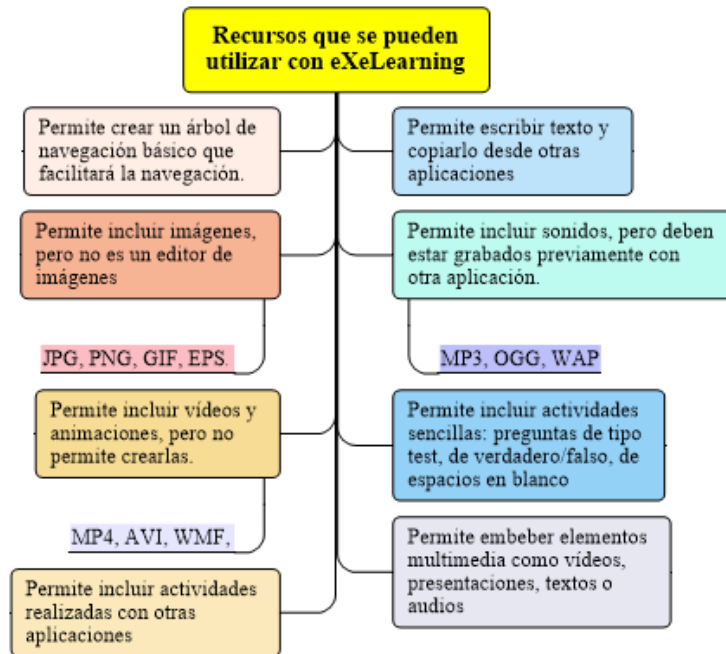 Recursos que se pueden
utilizar con eXeLearning
Permite crear un árbol de
navegación básico que
facilitará la navegación.
Permite escribir texto y
copiarlo desde otras
aplicaciones
Permite incluir imágenes,
pero no es un editor de
imágenes
Permite incluir sonidos, pero deben
estar grabados previamente con
otra aplicación.
JPG, PNG, GIF, EPS.
MP3, OGG, WAP
Permite incluir vídeos y
animaciones, pero no
permite crearlas.
Permite incluir actividades
sencillas: preguntas de tipo
test, de verdadero/falso, de
espacios en blanco
MP4, AVI, WMF,
Permite embeber elementos
multimedia como vídeos,
presentaciones, textos o
audios
Permite incluir actividades
realizadas con otras
aplicaciones